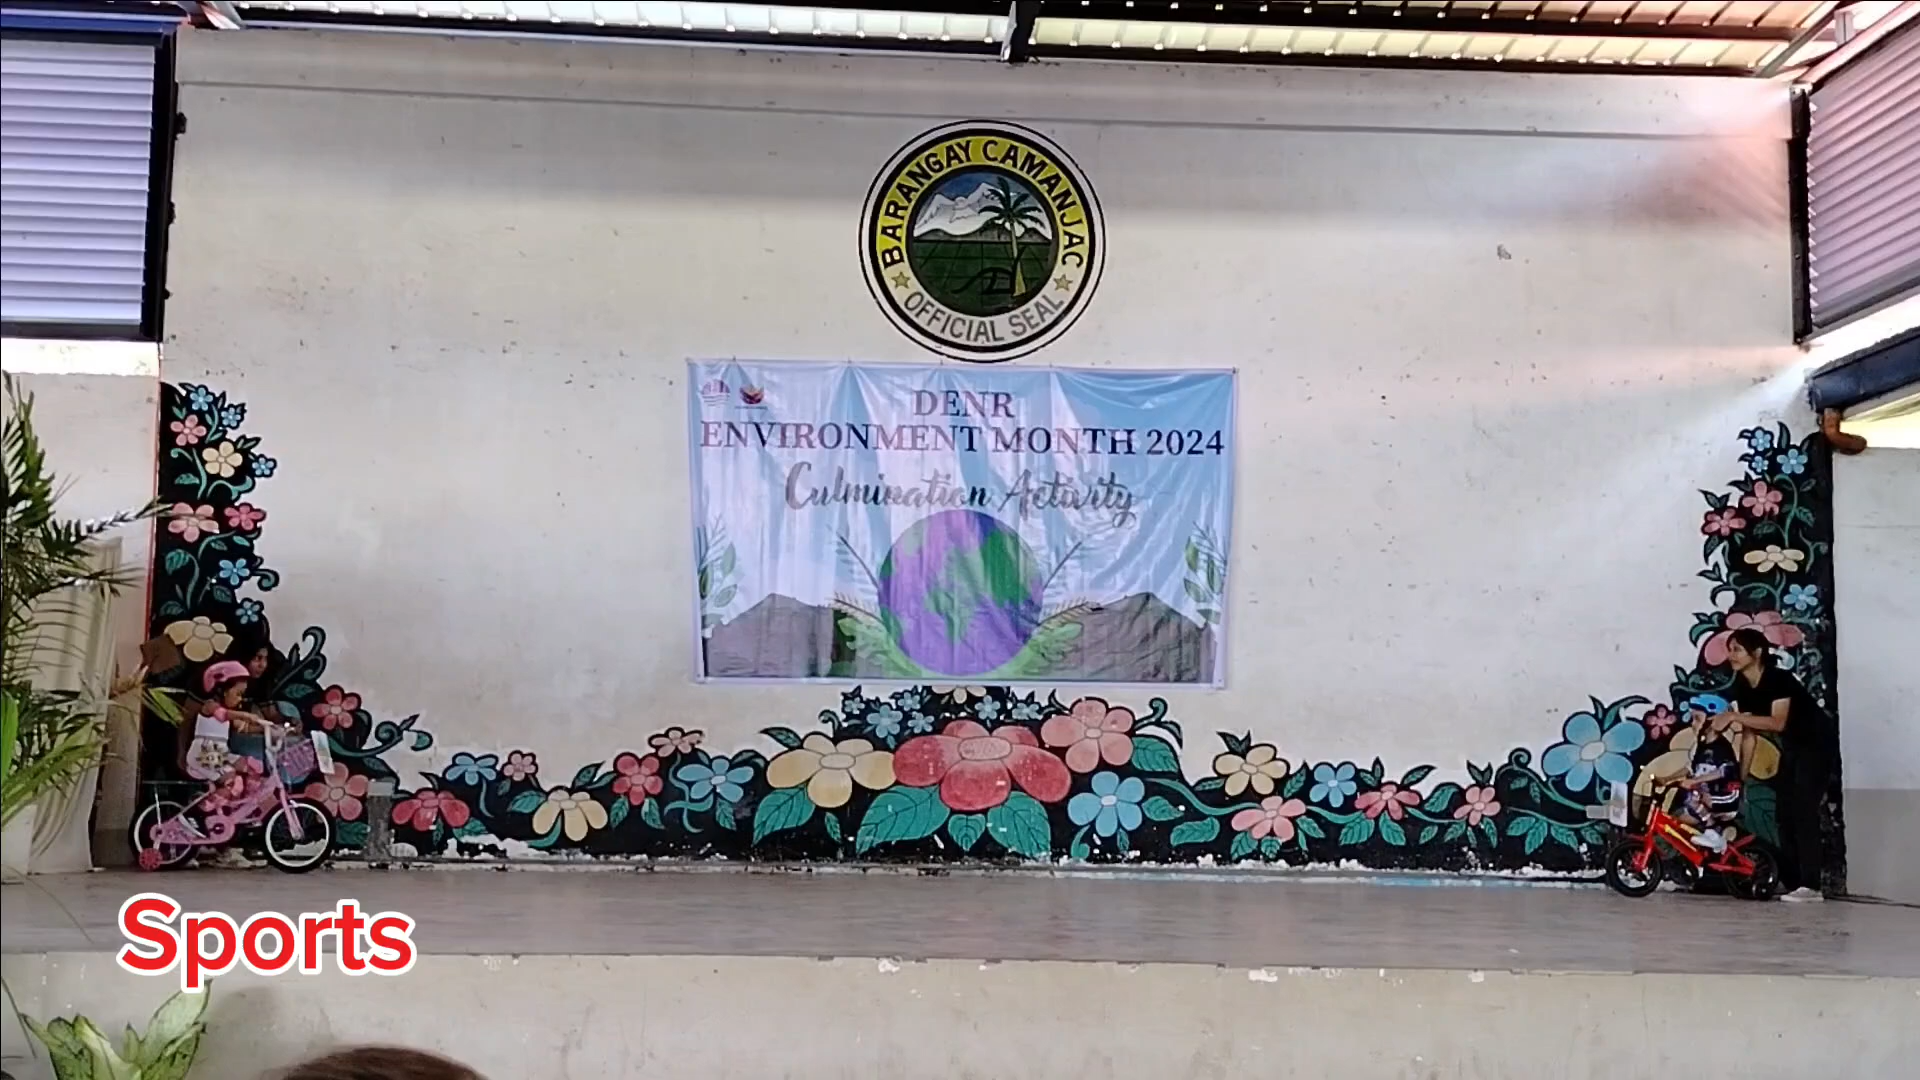 BARANGAY CAMANJAC
OFFICIAL SEAL
DENR
ENVIRONMENT MONTH 2024
Culmination Activity
Sports